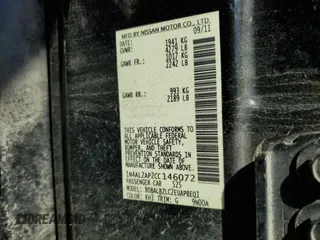 MFD BY NISSAN MOTOR CO., LTD.
DATE: 09/11
GVWR: 1941 KG
4279 LB
GAWR FR.: 1017 KG
2242 LB
GAWR RR.: 993 KG
2189 LB
THIS VEHICLE CONFORMS TO ALL
APPLICABLE FEDERAL MOTOR
VEHICLE SAFETY, BUMPER, AND
THEFT PREVENTION STANDARDS
IN EFFECT ON THE DATE OF
MANUFACTURE SHOWN ABOVE.
1N4AL2AP2CC146072
PASSENGER CAR S25
MODEL:
COLOR: KH3 TRIM: G